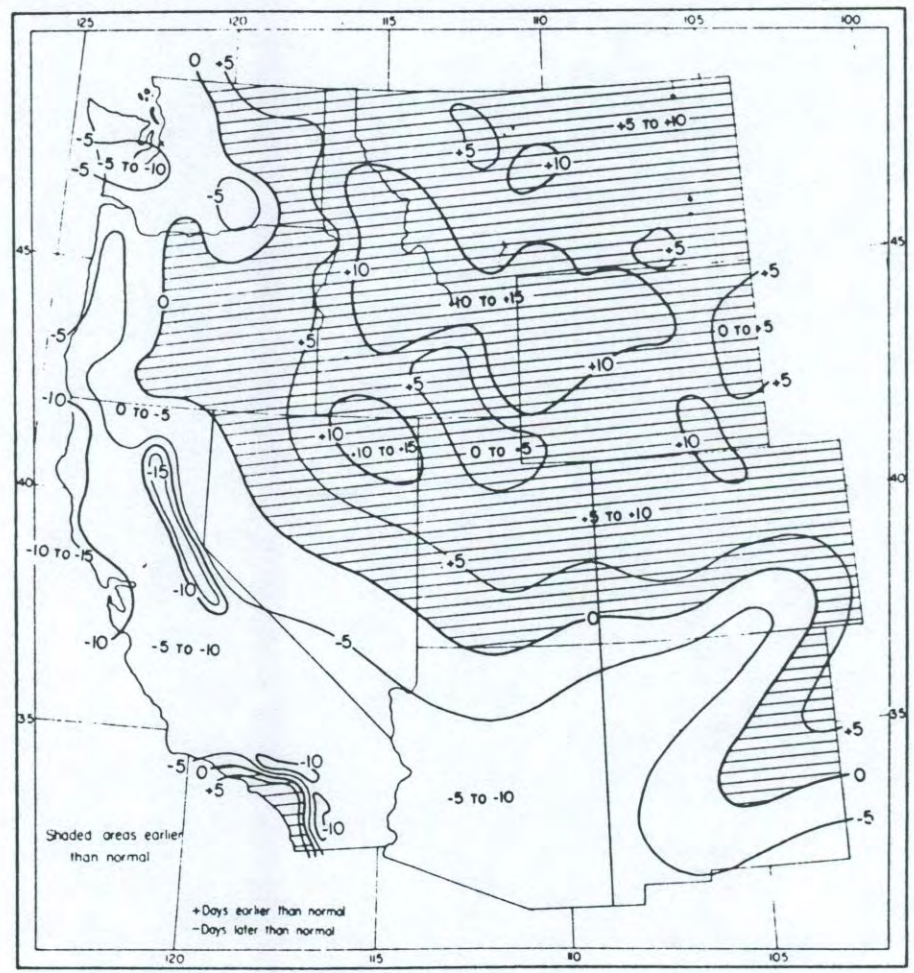 125 120 115 110 105 100
0 +5
+5 TO +10
-5
+5 +10
-5 -5 TO -10
-5
45 +5 45
+10 +5
-10 TO +15
0
0 TO +5
-5 +5
+10
+5 +5
-10
0 TO -5
+10 +10
+10 TO +15 0 TO +5
-15
40 40
+5 TO +10
-10 TO -15
+5
-10
0
-10 -5
-5 TO -10
35 35
+5
-10
-5 0
0
+5
-5 TO -10
-5
-10
Shaded areas earlier
than normal
+Days earlier than normal
-Days later than normal
120 115 110 105